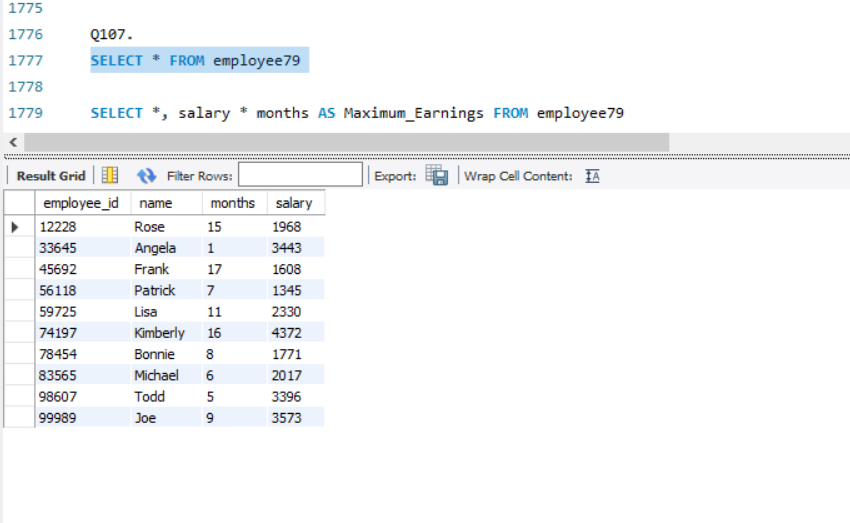 1775
1776 Q107.
1777 SELECT * FROM employee79
1778
1779 SELECT *, salary * months AS Maximum_Earnings FROM employee79
Result Grid Filter Rows: Export: Wrap Cell Content: IA
employee_id name months salary
12228 Rose 15 1968
33645 Angela 1 3443
45692 Frank 17 1608
56118 Patrick 7 1345
59725 Lisa 11 2330
74197 Kimberly 16 4372
78454 Bonnie 8 1771
83565 Michael 6 2017
98607 Todd 5 3396
99989 Joe 9 3573